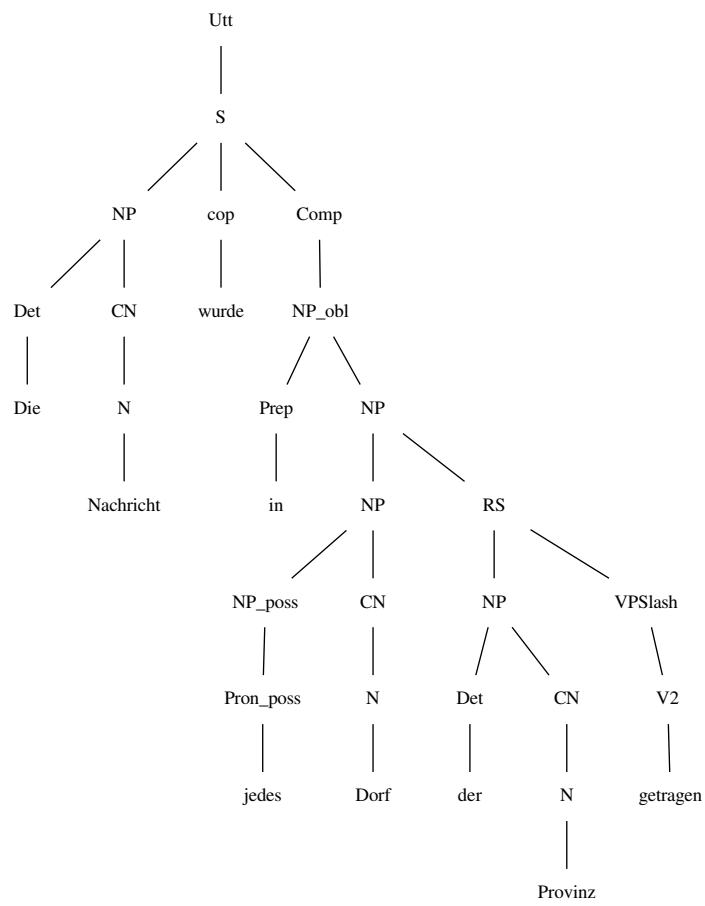 Utt
S
NP cop Comp
Det CN wurde NP_obl
Die N Prep NP
Nachricht in NP RS
NP_poss CN NP VPSlash
Pron_poss N Det CN V2
jedes Dorf der N getragen
Provinz